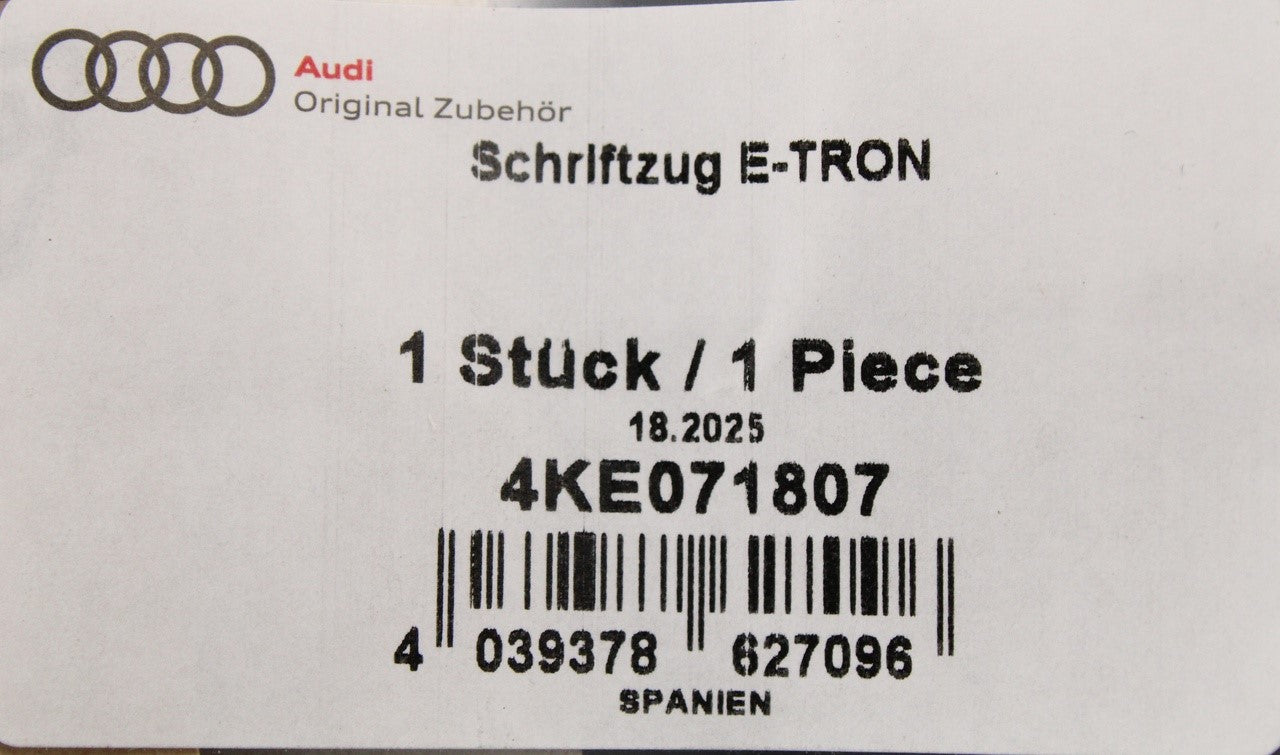 Audi
Original Zubehör
Schriftzug E-TRON
1 Stück / 1 Piece
18.2025
4KE071807
4 039378 627096
SPANIEN